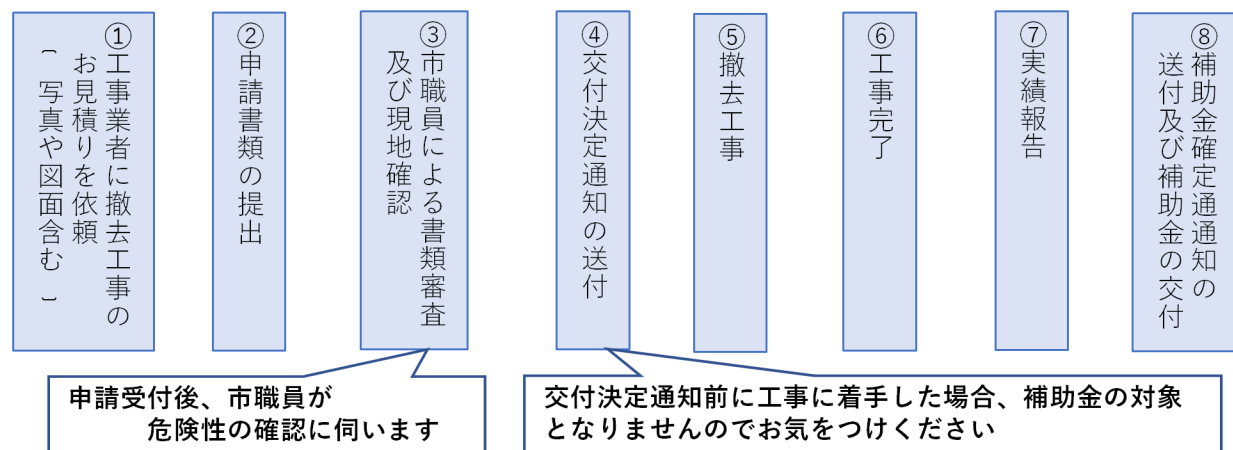 ①工事業者に撤去工事の
お見積りを依頼
〔写真や図面含む〕
②申請書類の提出
③市職員による書類審査
及び現地確認
④交付決定通知の送付
⑤撤去工事
⑥工事完了
⑦実績報告
⑧補助金確定通通知の
送付及び補助金の交付
申請受付後、市職員が
危険性の確認に伺います
交付決定通知前に工事に着手した場合、補助金の対象
となりませんのでお気をつけください